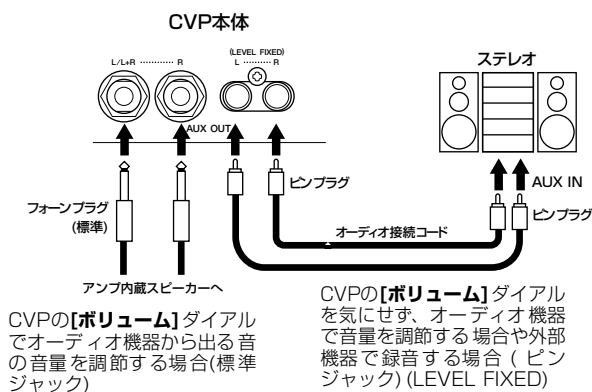 CVP本体
(LEVEL FIXED)
L/L+R ············ R
L ·········· R
AUX OUT
ステレオ
AUX IN
ピンプラグ
ピンプラグ
フォーンプラグ
(標準)
オーディオ接続コード
アンプ内蔵スピーカーへ
CVPの[ボリューム]ダイアル
でオーディオ機器から出る音
の音量を調節する場合(標準
ジャック)
CVPの[ボリューム]ダイアル
を気にせず、オーディオ機器
で音量を調節する場合や外部
機器で録音する場合 ( ピン
ジャック) (LEVEL FIXED)